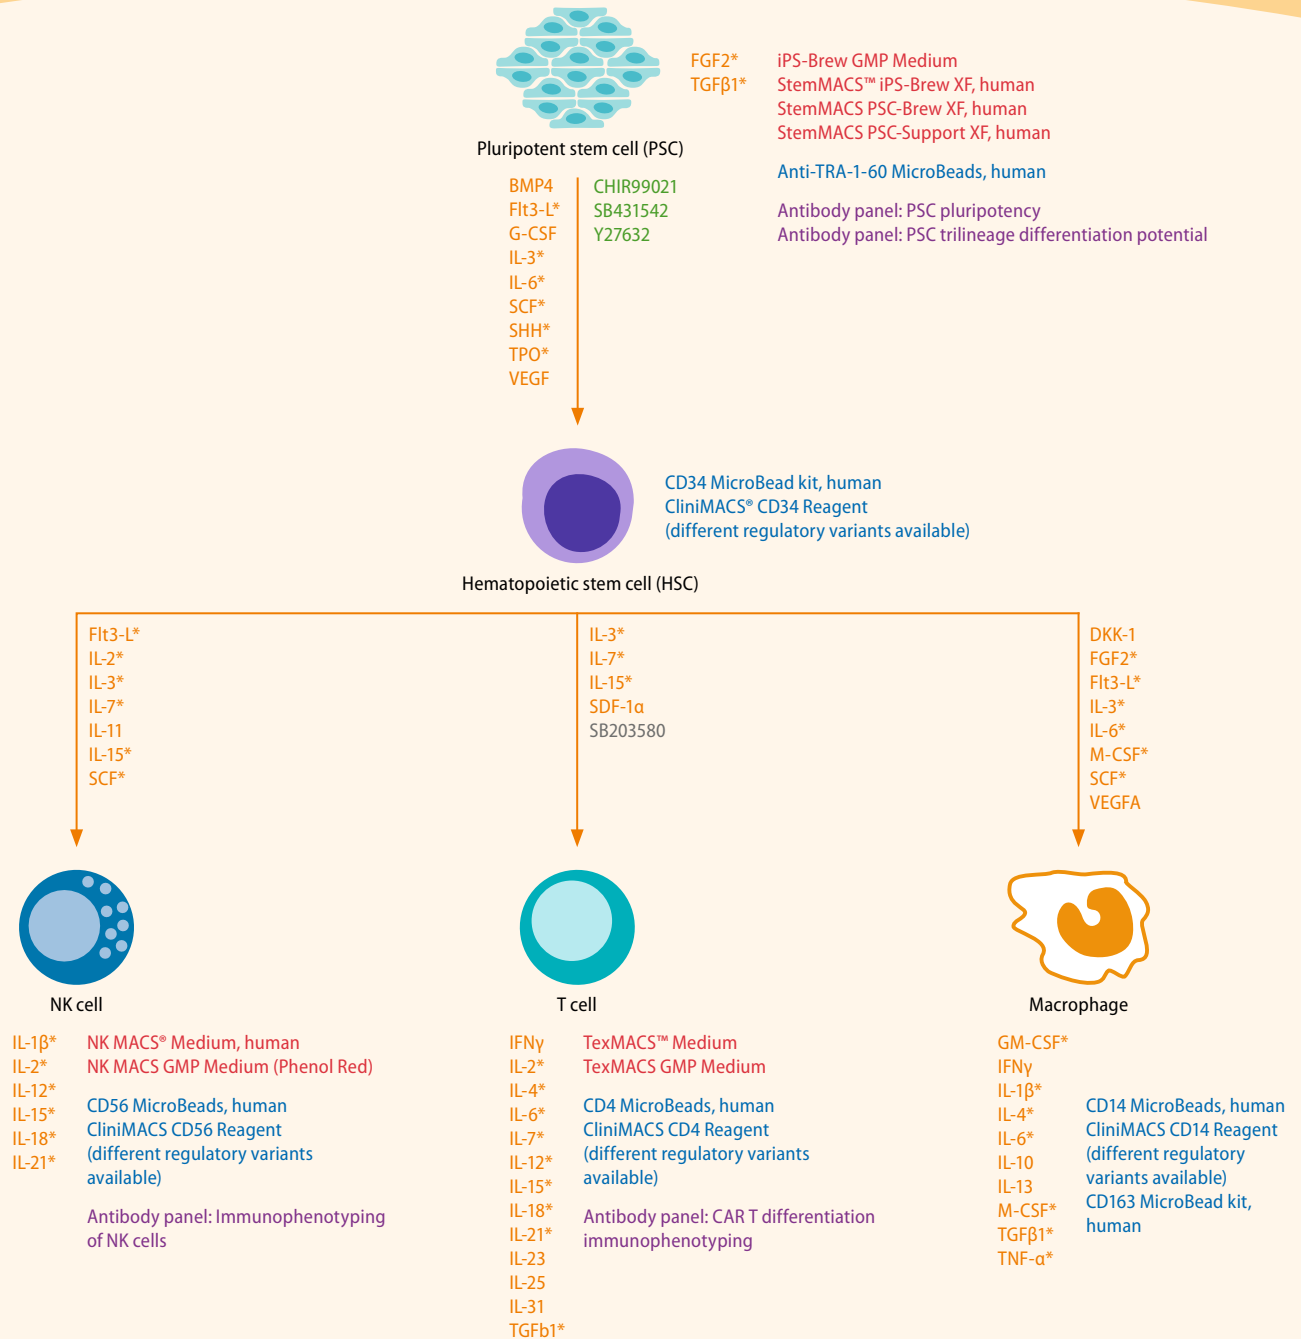 FGF2*
TGFβ1*
iPS-Brew GMP Medium
StemMACS™ iPS-Brew XF, human
StemMACS PSC-Brew XF, human
StemMACS PSC-Support XF, human
Anti-TRA-1-60 MicroBeads, human
Antibody panel: PSC pluripotency
Antibody panel: PSC trilineage differentiation potential
Pluripotent stem cell (PSC)
BMP4
Flt3-L*
G-CSF
IL-3*
IL-6*
SCF*
SHH*
TPO*
VEGF
CHIR99021
SB431542
Y27632
CD34 MicroBead kit, human
CliniMACS® CD34 Reagent
(different regulatory variants available)
Hematopoietic stem cell (HSC)
Flt3-L*
IL-2*
IL-3*
IL-7*
IL-11
IL-15*
SCF*
IL-3*
IL-7*
IL-15*
SDF-1α
SB203580
DKK-1
FGF2*
Flt3-L*
IL-3*
IL-6*
M-CSF*
SCF*
VEGFA
NK cell
IL-1β*
IL-2*
IL-12*
IL-15*
IL-18*
IL-21*
NK MACS® Medium, human
NK MACS GMP Medium (Phenol Red)
CD56 MicroBeads, human
CliniMACS CD56 Reagent
(different regulatory variants
available)
Antibody panel: Immunophenotyping
of NK cells
T cell
IFNγ
IL-2*
IL-4*
IL-6*
IL-7*
IL-12*
IL-15*
IL-18*
IL-21*
IL-23
IL-25
IL-31
TGFb1*
TexMACS™ Medium
TexMACS GMP Medium
CD4 MicroBeads, human
CliniMACS CD4 Reagent
(different regulatory variants
available)
Antibody panel: CAR T differentiation
immunophenotyping
Macrophage
GM-CSF*
IFNγ
IL-1β*
IL-4*
IL-6*
IL-10
IL-13
M-CSF*
TGFβ1*
TNF-α*
CD14 MicroBeads, human
CliniMACS CD14 Reagent
(different regulatory
variants available)
CD163 MicroBead kit,
human